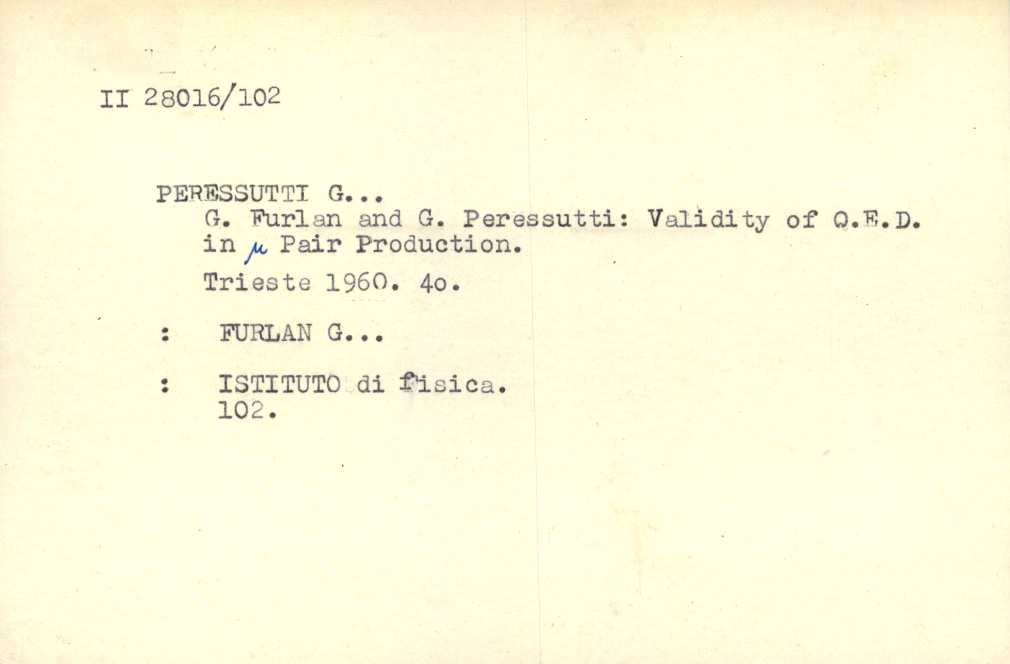 II 28016/102
PERESSUTTI G...
G. Furlan and G. Peressutti: Validity of Q.E.D.
in μ Pair Production.
Trieste 1960. 4o.
: FURLAN G...
: ISTITUTO di fisica.
102.